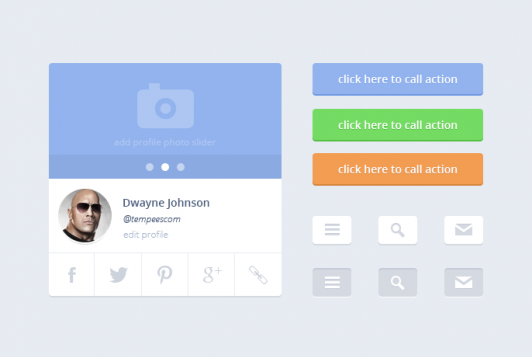 add profile photo slider
Dwayne Johnson
@tempeescom
edit profile
click here to call action
click here to call action
click here to call action